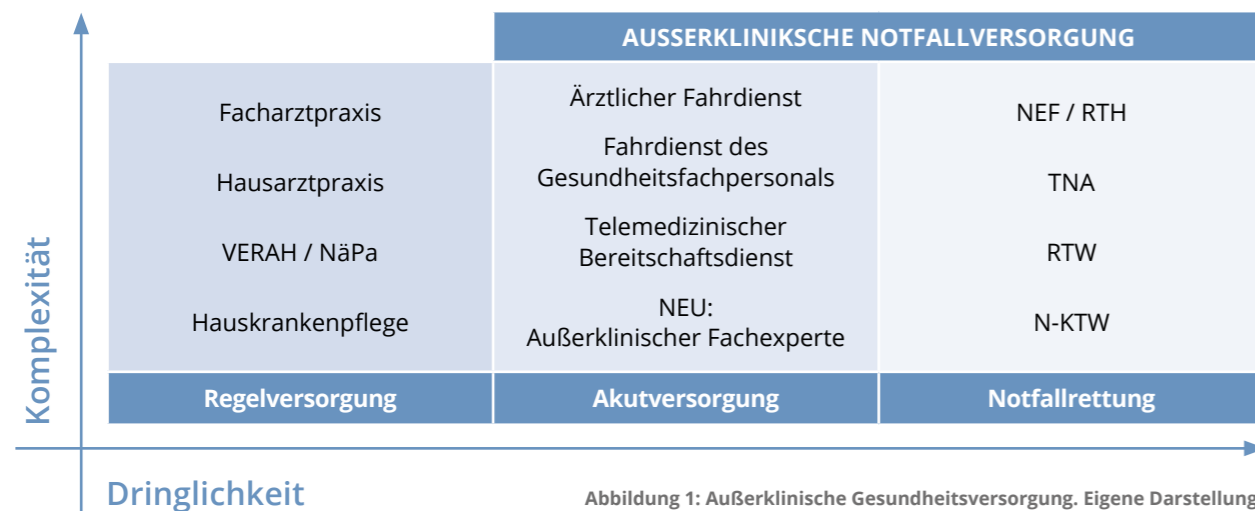 AUSSERKLINIKSCHE NOTFALLVERSORGUNG
Facharztpraxis
Hausarztpraxis
VERAH / NäPa
Hauskrankenpflege
Regelversorgung
Ärztlicher Fahrdienst
Fahrdienst des
Gesundheitsfachpersonals
Telemedizinischer
Bereitschaftsdienst
NEU:
Außerklinischer Fachexperte
Akutversorgung
NEF / RTH
TNA
RTW
N-KTW
Notfallrettung
Komplexität
Dringlichkeit
Abbildung 1: Außerklinische Gesundheitsversorgung. Eigene Darstellung